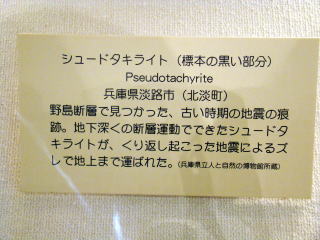 シュードタキライト（標本の黒い部分）
Pseudotachyrite
兵庫県淡路市（北淡町）
野島断層で見つかった、古い時期の地震の痕
跡。地下深くの断層運動でできたシュードタ
キライトが、くり返し起こった地震によるズ
レで地上まで運ばれた。（兵庫県立人と自然の博物館所蔵）